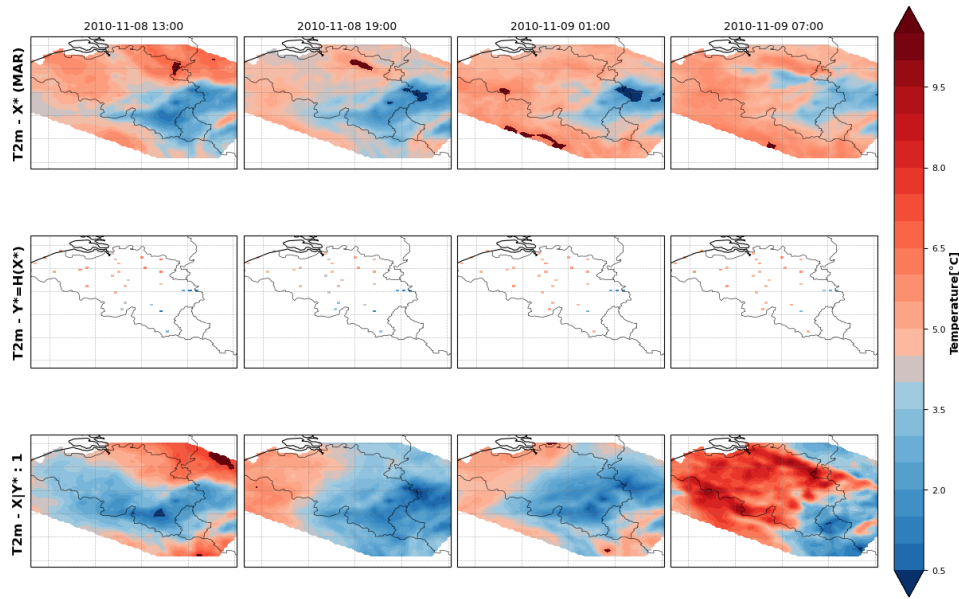 2010-11-08 13:00
2010-11-08 19:00
2010-11-09 01:00
2010-11-09 07:00
T2m - X* (MAR)
T2m - Y*=H(X*)
T2m - X|Y* : 1
9.5
8.0
6.5
5.0
3.5
2.0
0.5
Temperature[°C]